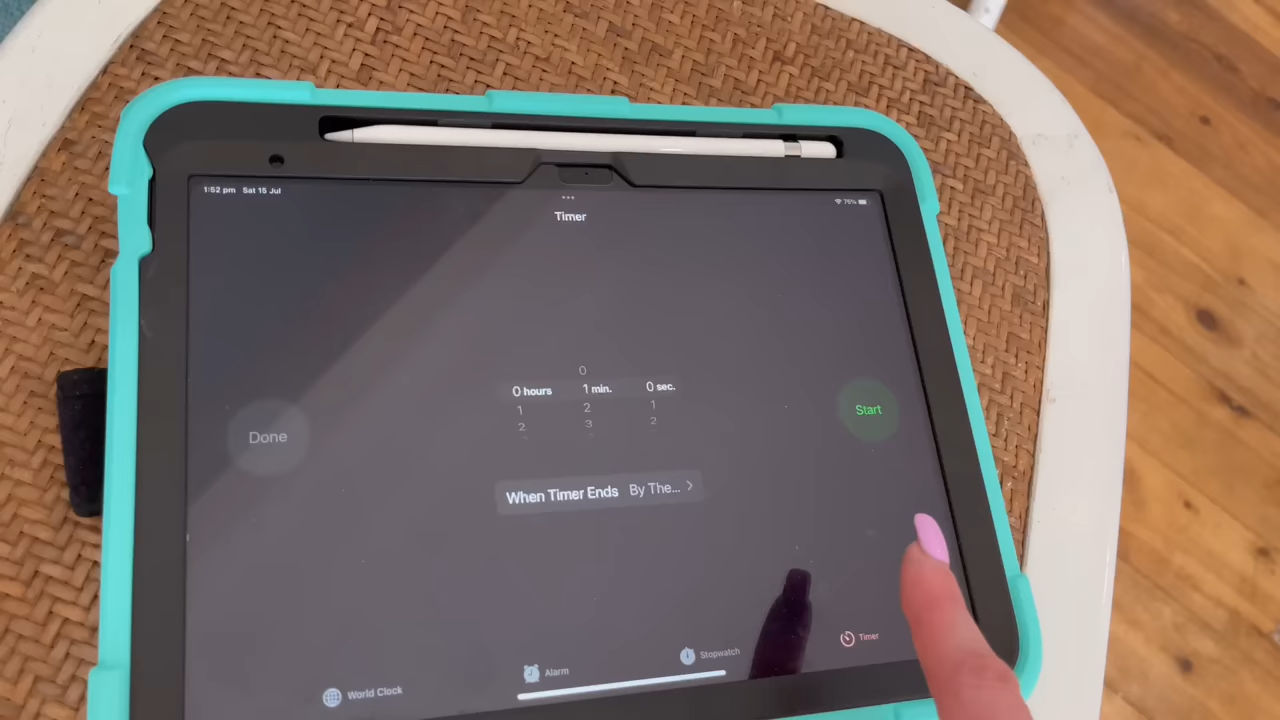 1:52 pm Sat 15 Jul
75%
Timer
0
0 hours 1 min. 0 sec.
1 2 1
2 3 2
Done
Start
When Timer Ends By The...
World Clock
Alarm
Stopwatch
Timer